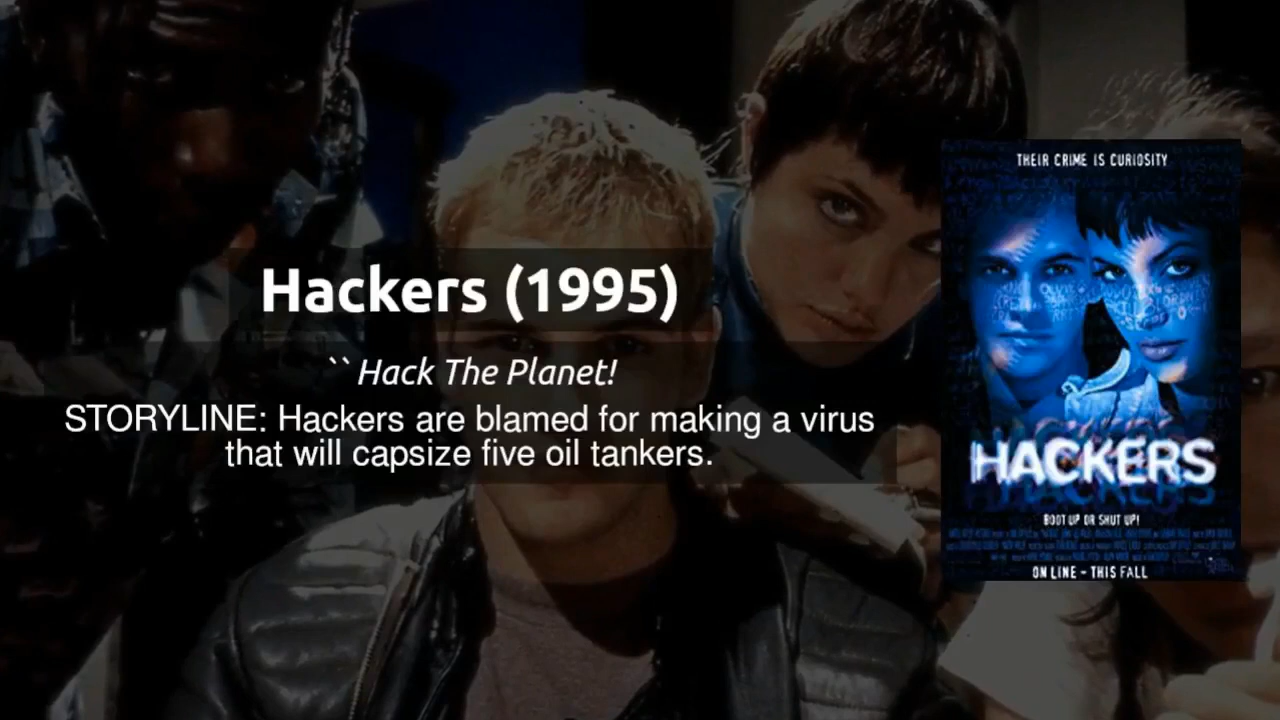 Hackers (1995)
`` Hack The Planet!
STORYLINE: Hackers are blamed for making a virus
that will capsize five oil tankers.
THEIR CRIME IS CURIOSITY
HACKERS
BOOT UP OR SHUT UP!
ON LINE - THIS FALL